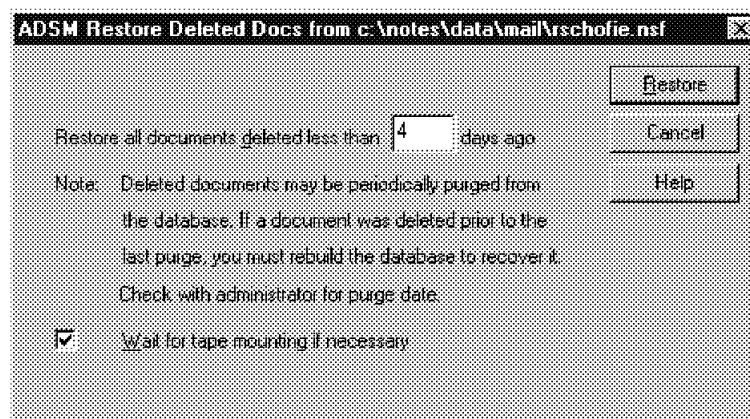 ADSM Restore Deleted Docs from c:\notes\data\mail\rschofie.nsf
Restore
Restore all documents deleted less than 4 days ago
Cancel
Note: Deleted documents may be periodically purged from
Help
the database. If a document was deleted prior to the
last purge, you must rebuild the database to recover it.
Check with administrator for purge date.
Wait for tape mounting if necessary